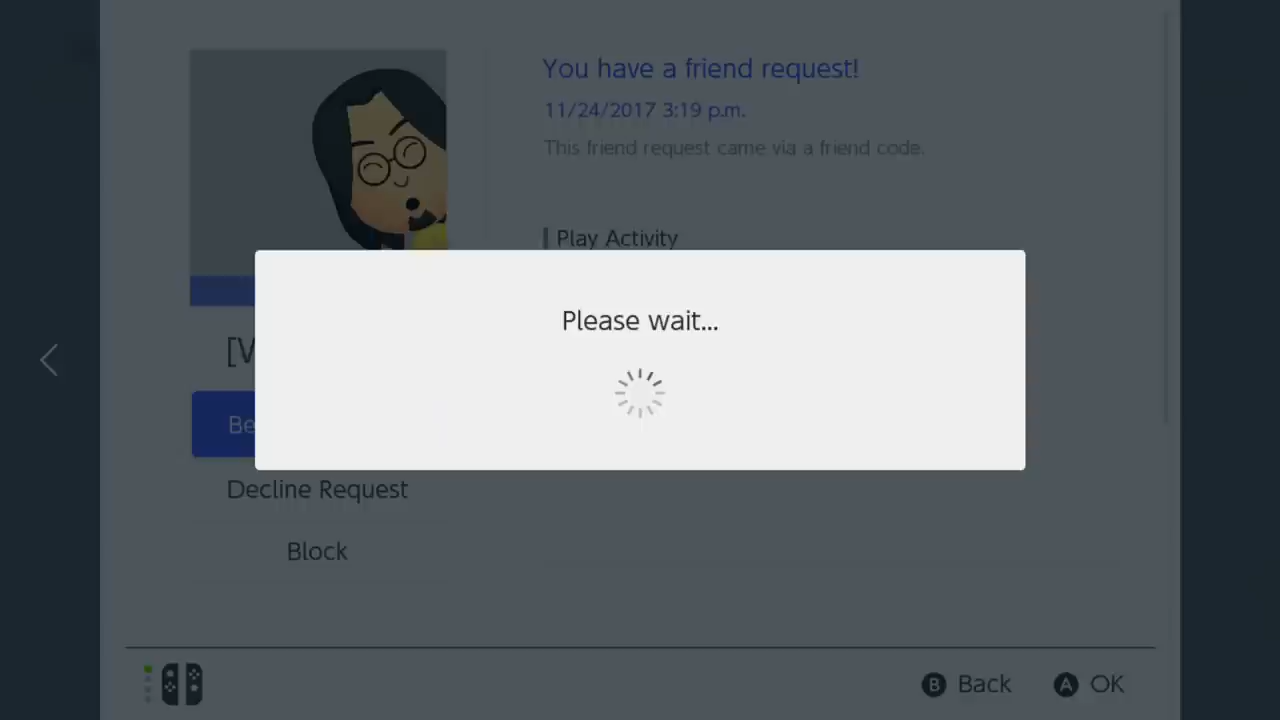 You have a friend request!
11/24/2017 3:19 p.m.
This friend request came via a friend code.
Play Activity
Please wait...
[V
Be
Decline Request
Block
B Back
A OK